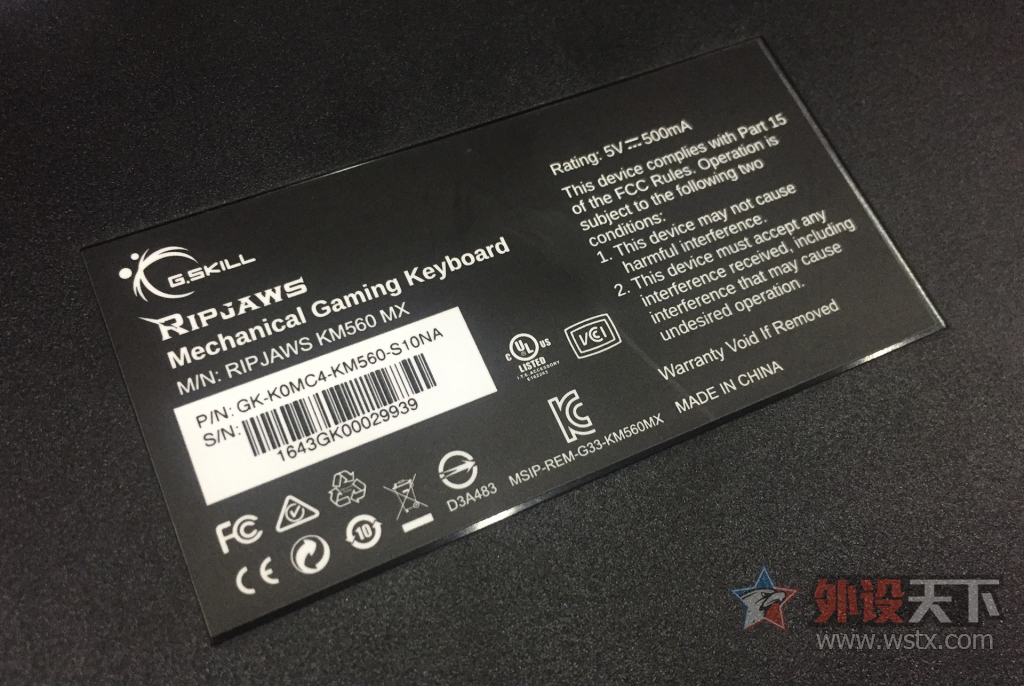 G.SKILL
RIPJAWS
Mechanical Gaming Keyboard
M/N: RIPJAWS KM560 MX
P/N: GK-K0MC4-KM560-S10NA
S/N:
1643GK00029939
FC
CE
10
D3A483
C UL US
LISTED
I.T.E. ACCESSORY
E162263
VCI
MSIP-REM-G33-KM560MX
Rating: 5V⎓500mA
This device complies with Part 15
of the FCC Rules. Operation is
subject to the following two
conditions:
1. This device may not cause
harmful interference.
2. This device must accept any
interference received, including
interference that may cause
undesired operation.
Warranty Void If Removed
MADE IN CHINA
外设天下
www.wstx.com